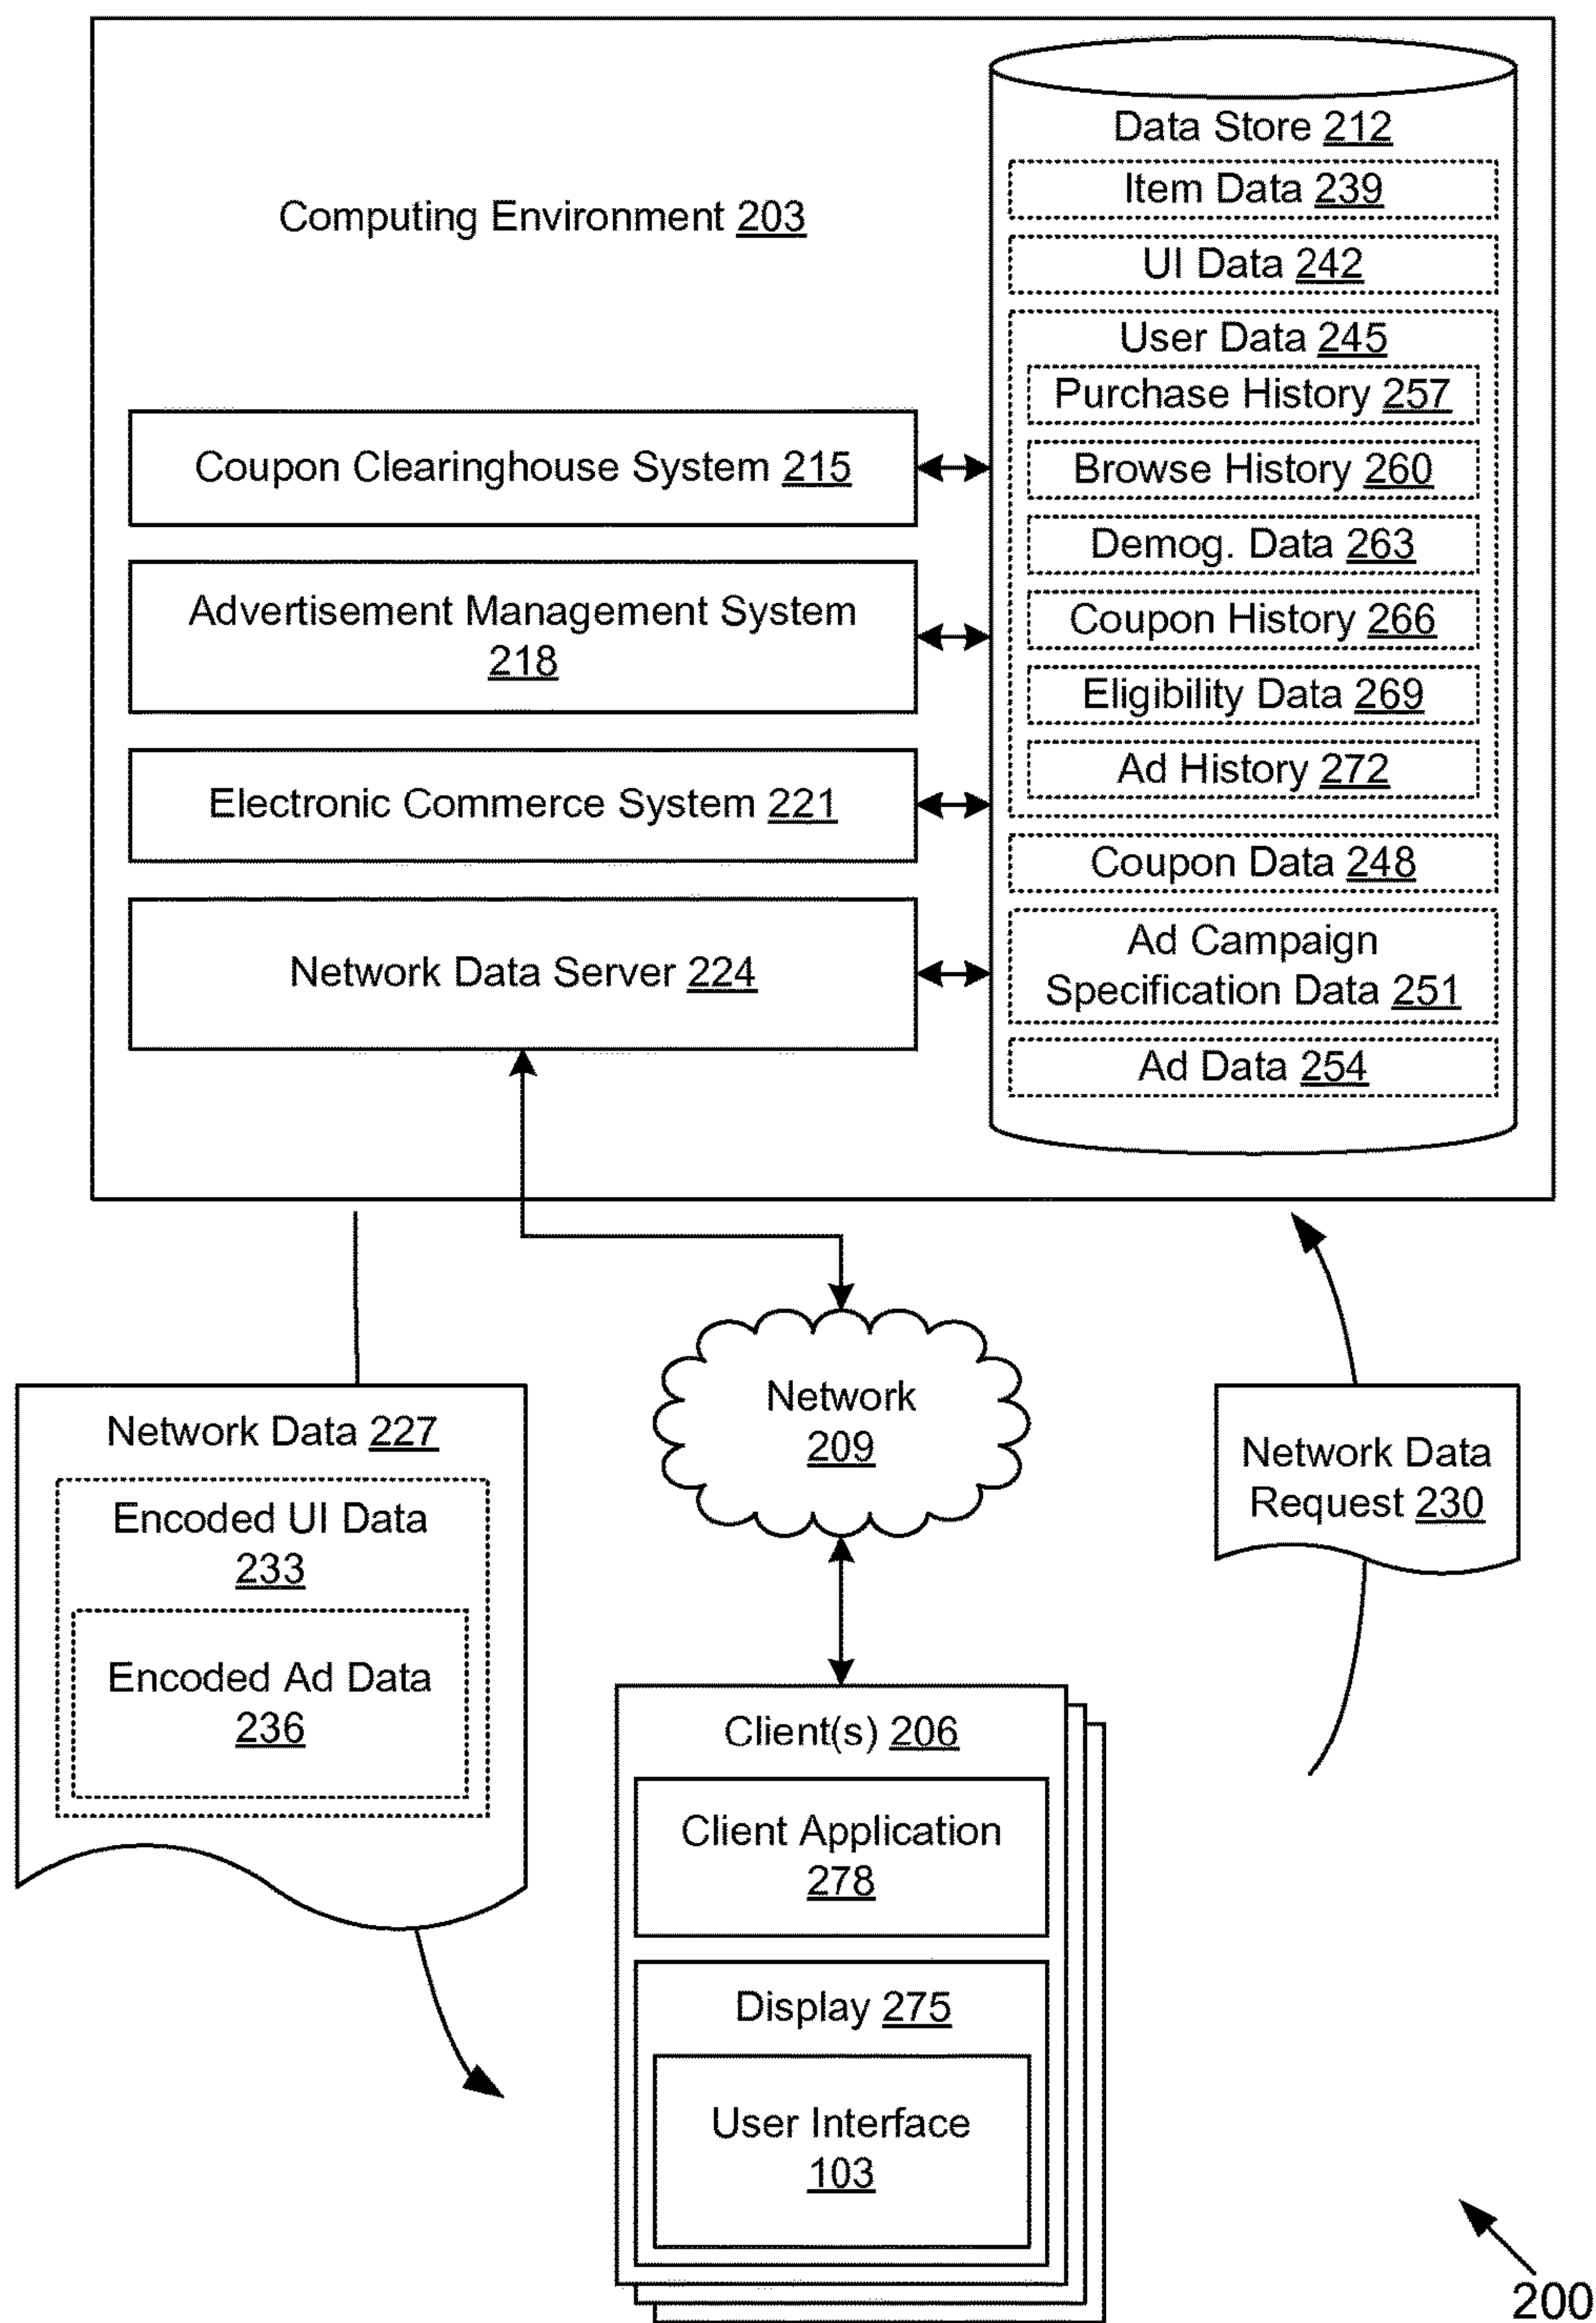 Computing Environment 203
Coupon Clearinghouse System 215
Advertisement Management System
218
Electronic Commerce System 221
Network Data Server 224
Data Store 212
Item Data 239
UI Data 242
User Data 245
Purchase History 257
Browse History 260
Demog. Data 263
Coupon History 266
Eligibility Data 269
Ad History 272
Coupon Data 248
Ad Campaign
Specification Data 251
Ad Data 254
Network Data 227
Encoded UI Data
233
Encoded Ad Data
236
Network
209
Network Data
Request 230
Client(s) 206
Client Application
278
Display 275
User Interface
103
200